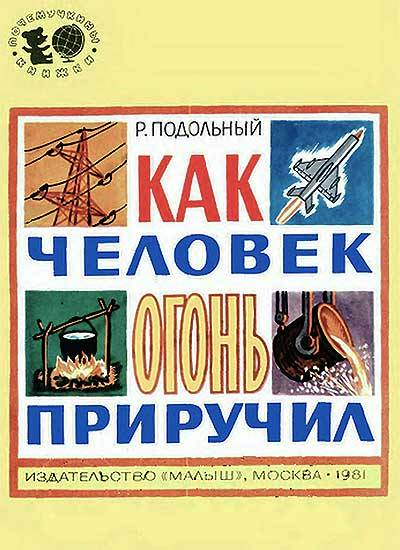 ПОЧЕМУЧКИНЫ
КНИЖКИ
Р. ПОДОЛЬНЫЙ
КАК
ЧЕЛОВЕК
ОГОНЬ
ПРИРУЧИЛ
ИЗДАТЕЛЬСТВО «МАЛЫШ», МОСКВА · 1981